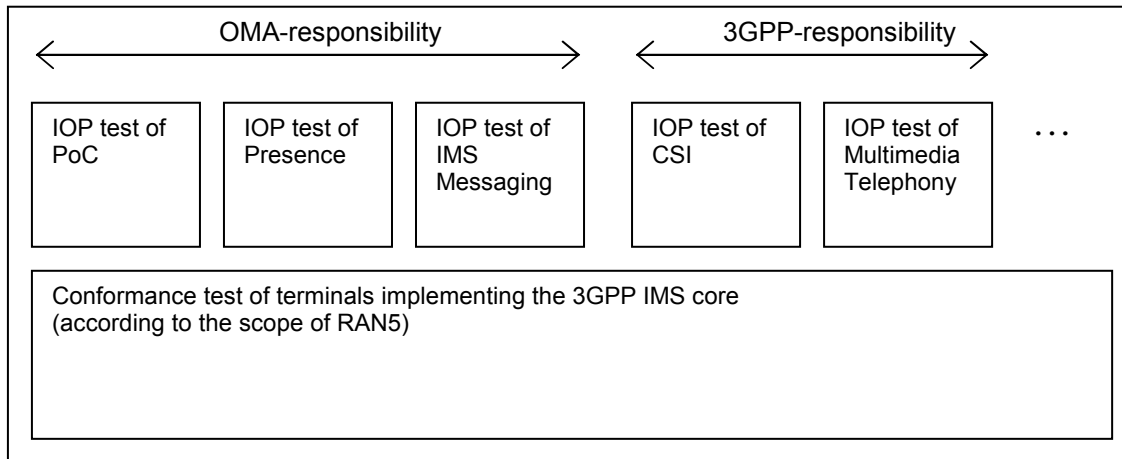 OMA-responsibility
3GPP-responsibility
IOP test of
PoC
IOP test of
Presence
IOP test of
IMS
Messaging
IOP test of
CSI
IOP test of
Multimedia
Telephony
...
Conformance test of terminals implementing the 3GPP IMS core
(according to the scope of RAN5)